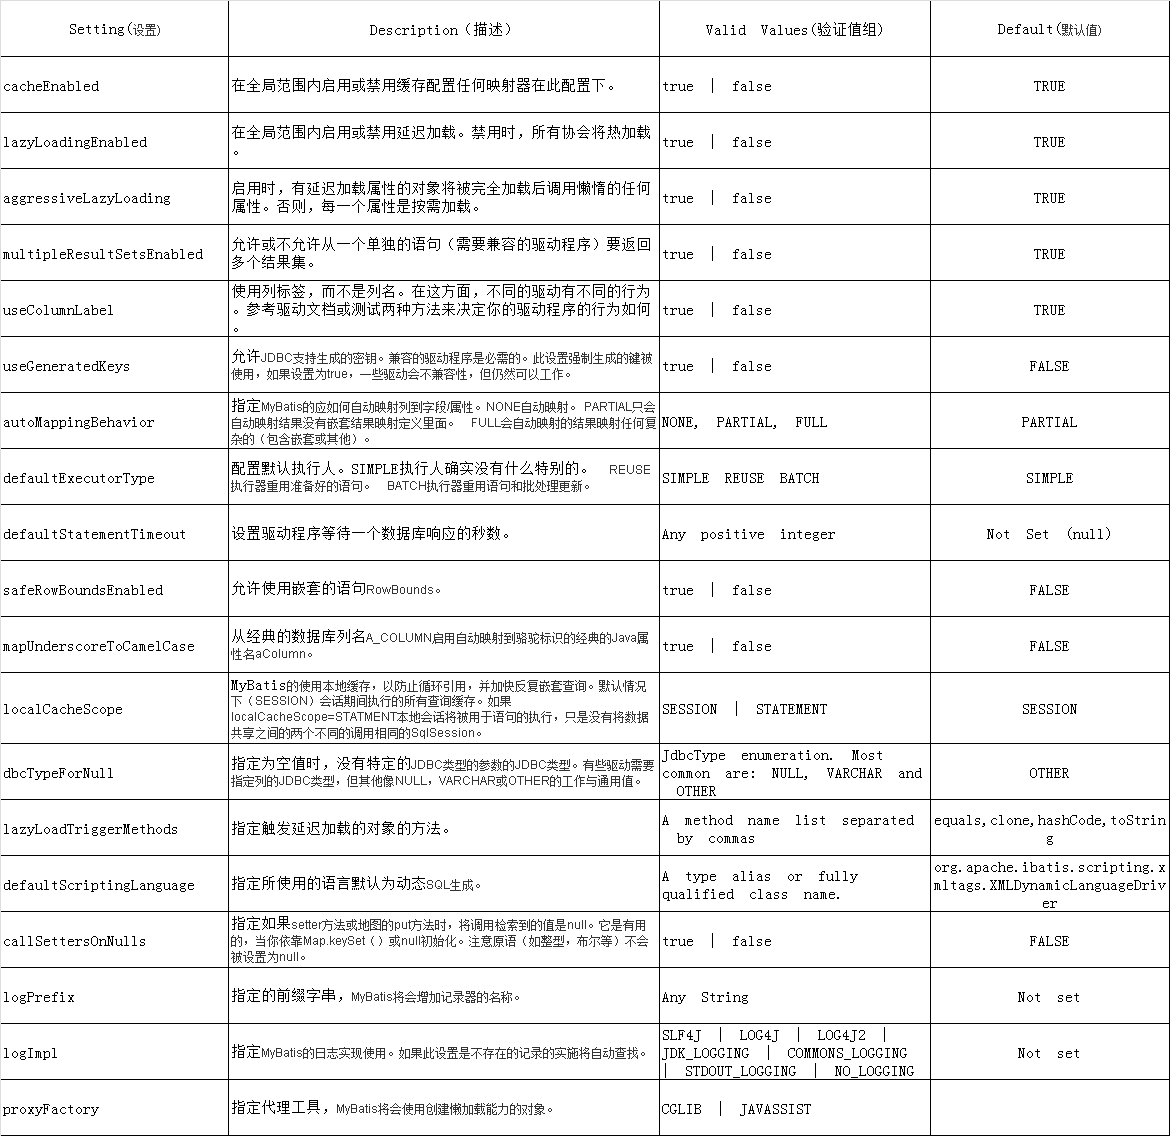 Setting(设置) Description（描述） Valid Values(验证值组) Default(默认值)
cacheEnabled 在全局范围内启用或禁用缓存配置任何映射器在此配置下。 true | false TRUE
lazyLoadingEnabled 在全局范围内启用或禁用延迟加载。禁用时，所有协会将热加载
。 true | false TRUE
aggressiveLazyLoading 启用时，有延迟加载属性的对象将被完全加载后调用懒惰的任何
属性。否则，每一个属性是按需加载。 true | false TRUE
multipleResultSetsEnabled 允许或不允许从一个单独的语句（需要兼容的驱动程序）要返回
多个结果集。 true | false TRUE
useColumnLabel 使用列标签，而不是列名。在这方面，不同的驱动有不同的行为
。参考驱动文档或测试两种方法来决定你的驱动程序的行为如何
。 true | false TRUE
useGeneratedKeys 允许JDBC支持生成的密钥。兼容的驱动程序是必需的。此设置强制生成的键被
使用，如果设置为true，一些驱动会不兼容性，但仍然可以工作。 true | false FALSE
autoMappingBehavior 指定MyBatis的应如何自动映射列到字段/属性。NONE自动映射。 PARTIAL只会
自动映射结果没有嵌套结果映射定义里面。 FULL会自动映射的结果映射任何复
杂的（包含嵌套或其他）。 NONE, PARTIAL, FULL PARTIAL
defaultExecutorType 配置默认执行人。SIMPLE执行人确实没有什么特别的。 REUSE
执行器重用准备好的语句。 BATCH执行器重用语句和批处理更新。 SIMPLE REUSE BATCH SIMPLE
defaultStatementTimeout 设置驱动程序等待一个数据库响应的秒数。 Any positive integer Not Set (null)
safeRowBoundsEnabled 允许使用嵌套的语句RowBounds。 true | false FALSE
mapUnderscoreToCamelCase 从经典的数据库列名A_COLUMN启用自动映射到骆驼标识的经典的Java属
性名aColumn。 true | false FALSE
localCacheScope MyBatis的使用本地缓存，以防止循环引用，并加快反复嵌套查询。默认情况
下（SESSION）会话期间执行的所有查询缓存。如果
localCacheScope=STATMENT本地会话将被用于语句的执行，只是没有将数据
共享之间的两个不同的调用相同的SqlSession。 SESSION | STATEMENT SESSION
dbcTypeForNull 指定为空值时，没有特定的JDBC类型的参数的JDBC类型。有些驱动需要
指定列的JDBC类型，但其他像NULL，VARCHAR或OTHER的工作与通用值。 JdbcType enumeration. Most
common are: NULL, VARCHAR and
OTHER OTHER
lazyLoadTriggerMethods 指定触发延迟加载的对象的方法。 A method name list separated
by commas equals,clone,hashCode,toStrin
g
defaultScriptingLanguage 指定所使用的语言默认为动态SQL生成。 A type alias or fully
qualified class name. org.apache.ibatis.scripting.x
mltags.XMLDynamicLanguageDriv
er
callSettersOnNulls 指定如果setter方法或地图的put方法时，将调用检索到的值是null。它是有用
的，当你依靠Map.keySet（）或null初始化。注意原语（如整型，布尔等）不会
被设置为null。 true | false FALSE
logPrefix 指定的前缀字串，MyBatis将会增加记录器的名称。 Any String Not set
logImpl 指定MyBatis的日志实现使用。如果此设置是不存在的记录的实施将自动查找。 SLF4J | LOG4J | LOG4J2 |
JDK_LOGGING | COMMONS_LOGGING
| STDOUT_LOGGING | NO_LOGGING Not set
proxyFactory 指定代理工具，MyBatis将会使用创建懒加载能力的对象。 CGLIB | JAVASSIST